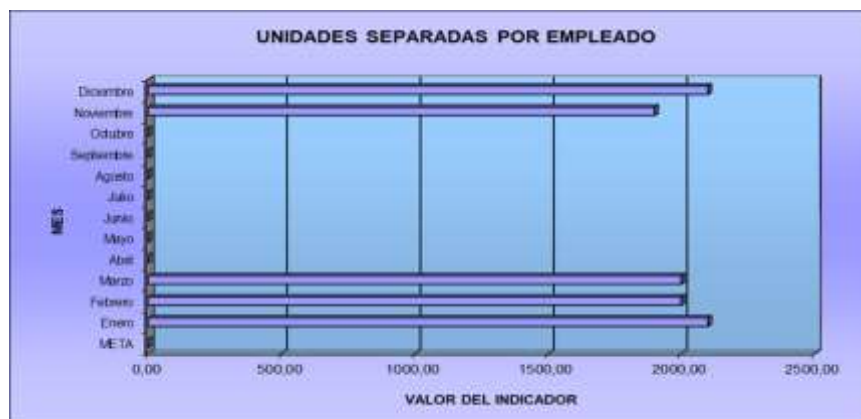 UNIDADES SEPARADAS POR EMPLEADO
Diciembre
Noviembre
Octubre
Septiembre
Agosto
Julio
Junio
Mayo
Abril
Marzo
Febrero
Enero
META
MES
0,00 500,00 1000,00 1500,00 2000,00 2500,00
VALOR DEL INDICADOR